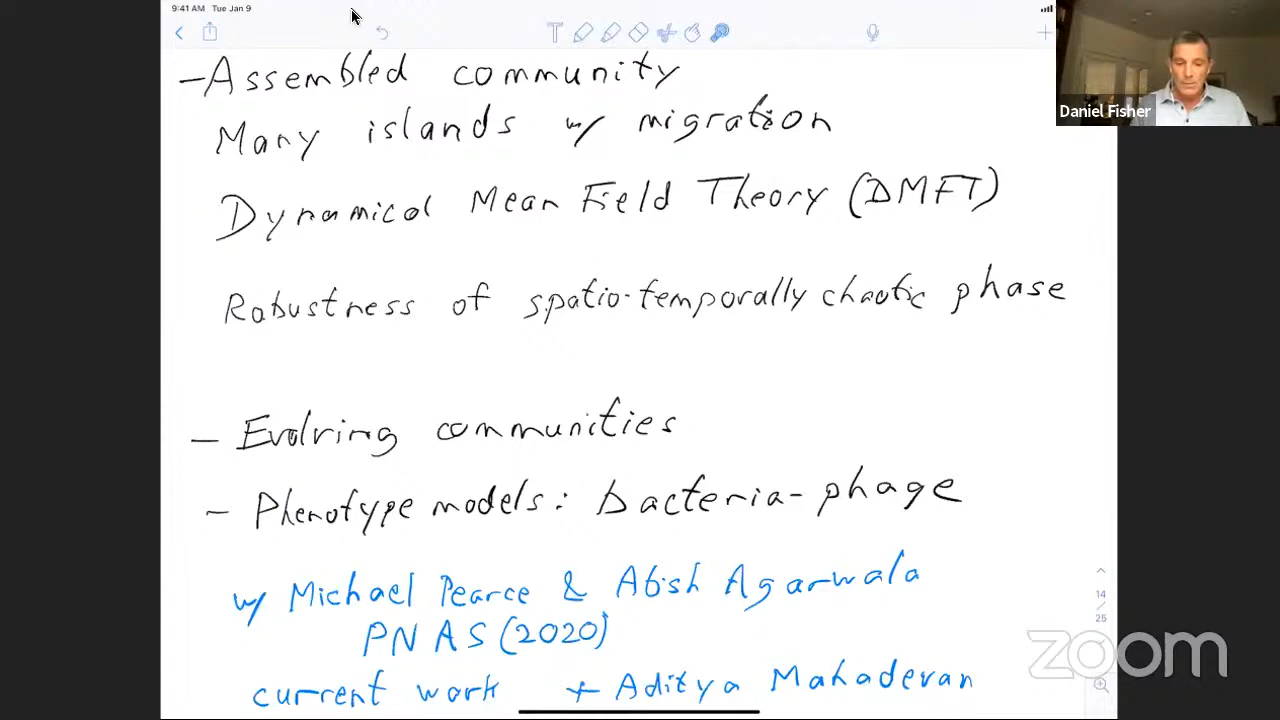 9:41 AM Tue Jan 9
- Assembled community
Many islands w/ migration
Daniel Fisher
Dynamical Mean Field Theory (DMFT)
Robustness of spatio-temporally chaotic phase
- Evolving communities
- Phenotype models: bacteria-phage
w/ Michael Pearce & Atish Agarwala
PNAS (2020)
14
/
25
current work + Aditya Mahadevan
zoom